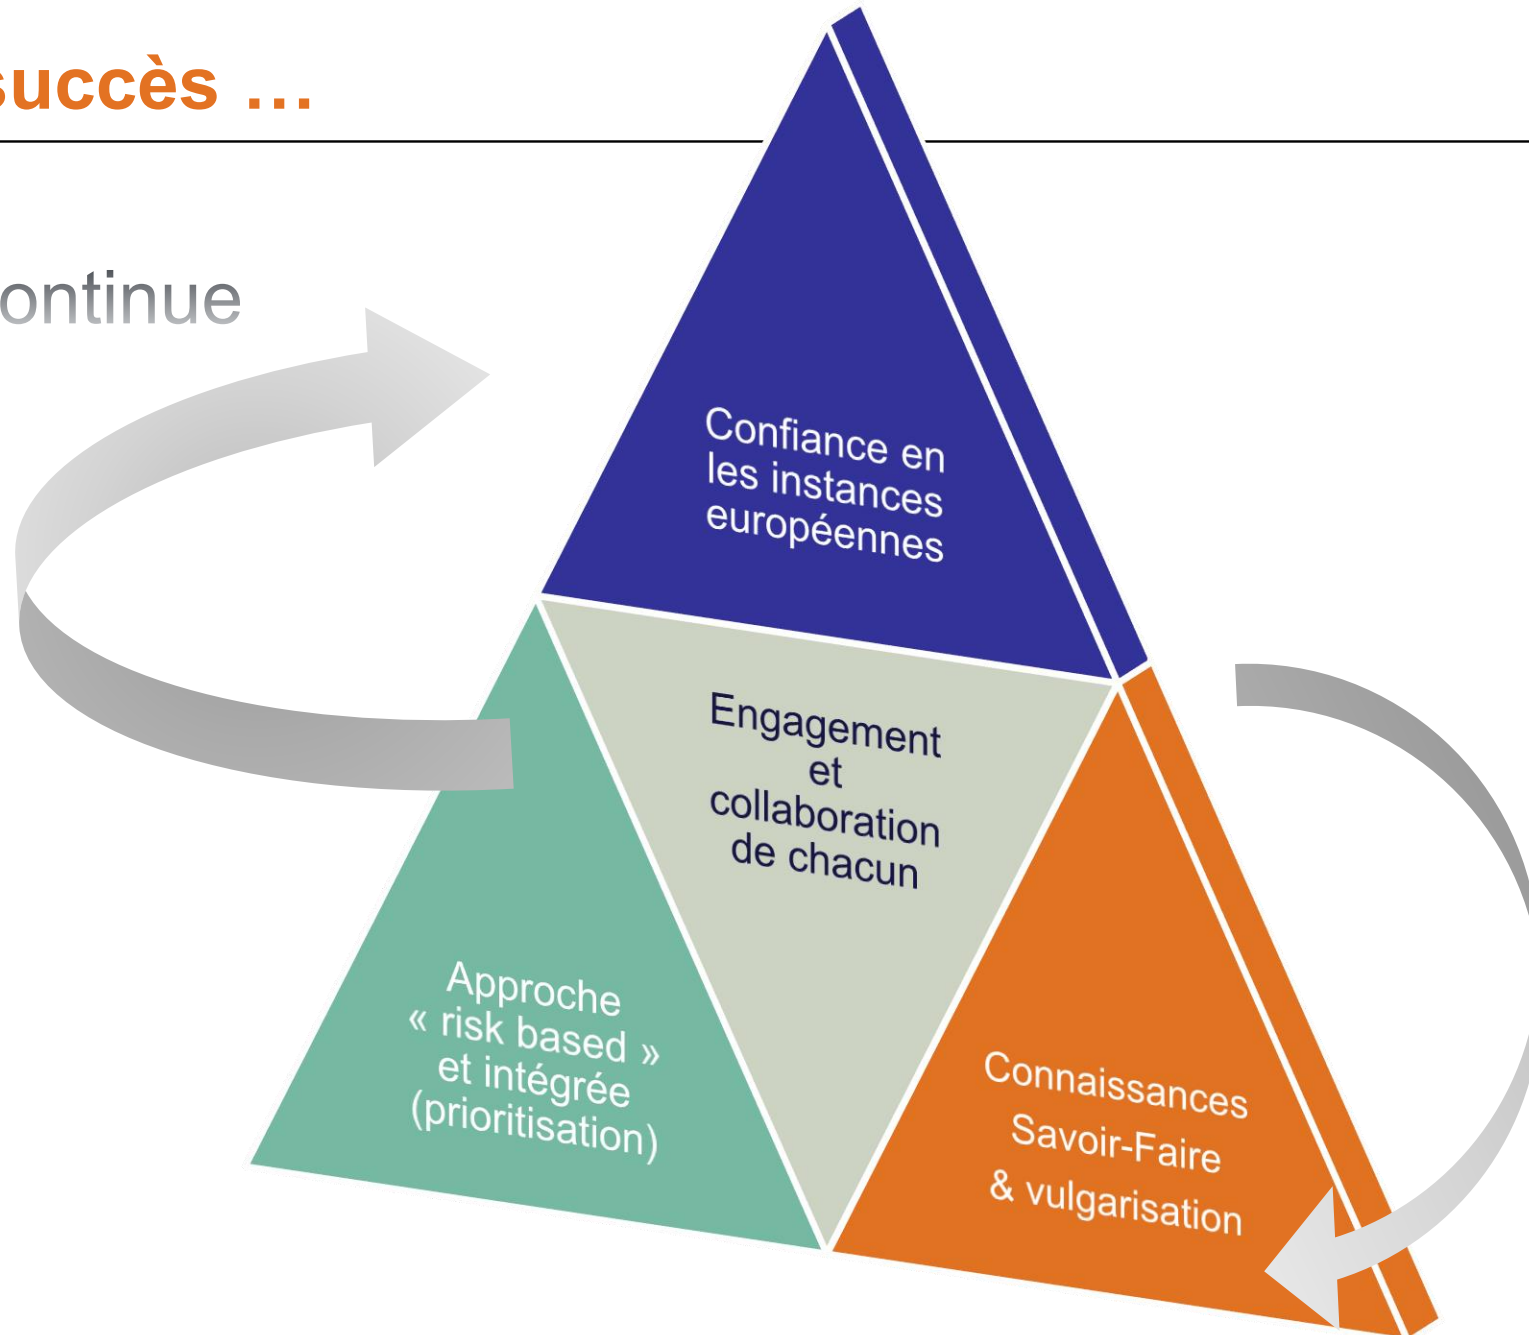 succès …
ontinue
Confiance en
les instances
européennes
Engagement
et
collaboration
de chacun
Approche
« risk based »
et intégrée
(prioritisation)
Connaissances
Savoir-Faire
& vulgarisation